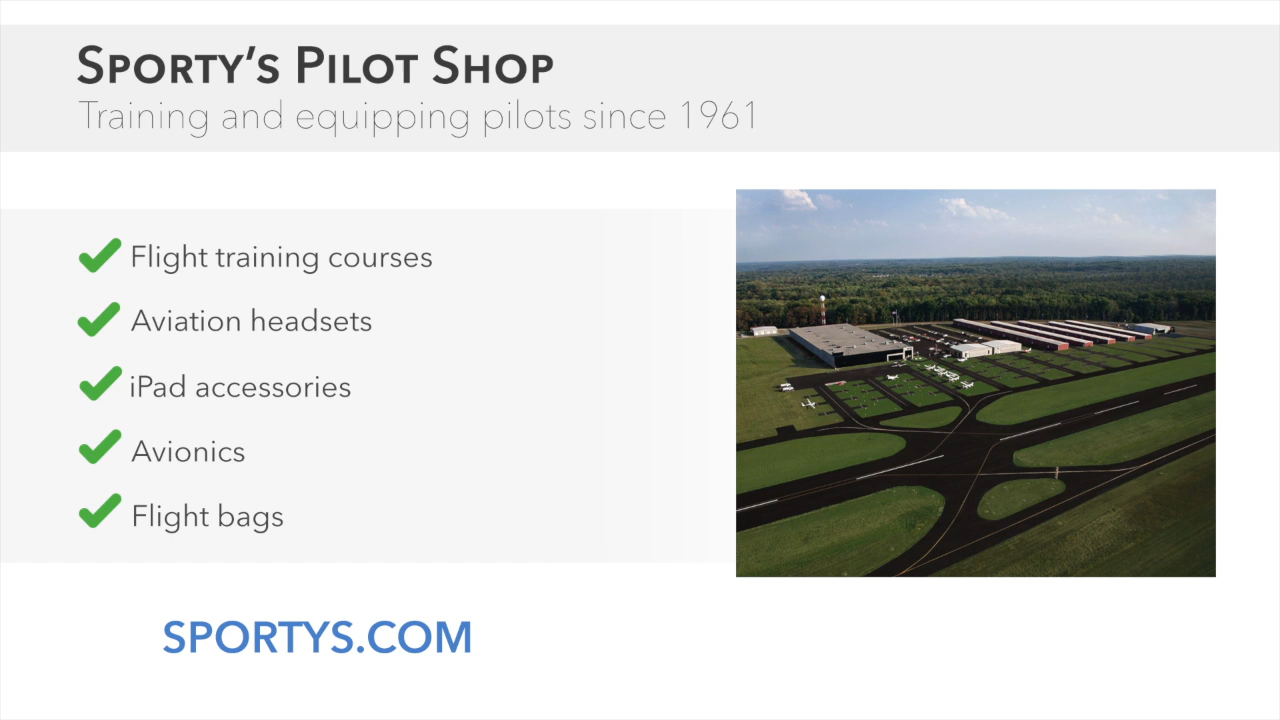 Sporty's Pilot Shop
Training and equipping pilots since 1961
Flight training courses
Aviation headsets
iPad accessories
Avionics
Flight bags
SPORTYS.COM